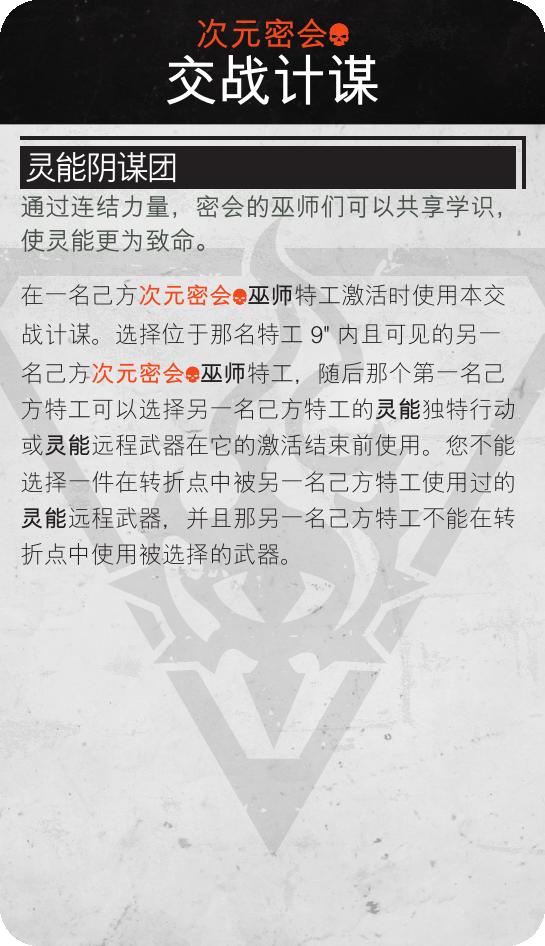 次元密会
交战计谋
灵能阴谋团
通过连结力量，密会的巫师们可以共享学识，
使灵能更为致命。
在一名己方次元密会巫师特工激活时使用本交
战计谋。选择位于那名特工 9" 内且可见的另一
名己方次元密会巫师特工，随后那个第一名己
方特工可以选择另一名己方特工的灵能独特行动
或灵能远程武器在它的激活结束前使用。您不能
选择一件在转折点中被另一名己方特工使用过的
灵能远程武器，并且那另一名己方特工不能在转
折点中使用被选择的武器。